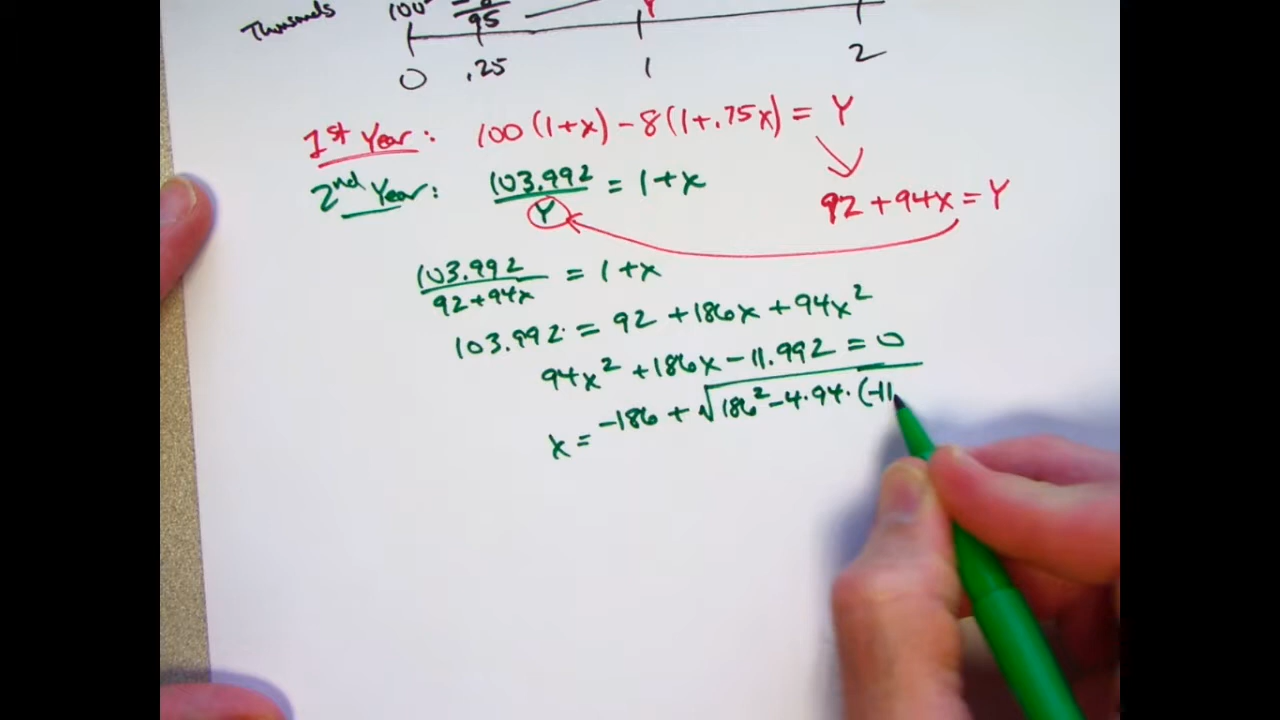 Thousands 100 95
0 .25 1 2
1st Year: 100(1+x) - 8(1+.75x) = Y
2nd Year: 103.992/Y = 1+x
92 + 94x = Y
103.992/(92+94x) = 1+x
103.992 = 92 + 186x + 94x²
94x² + 186x - 11.992 = 0
x = -186 + √186² - 4·94·(-11